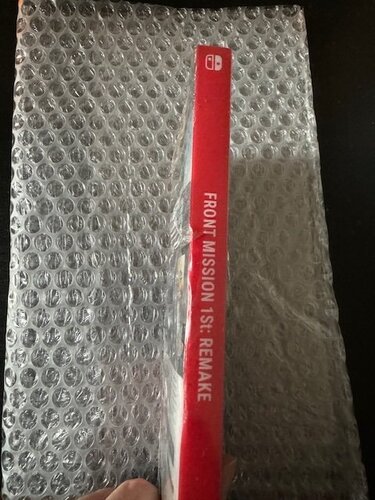 FRONT MISSION 1St: REMAKE